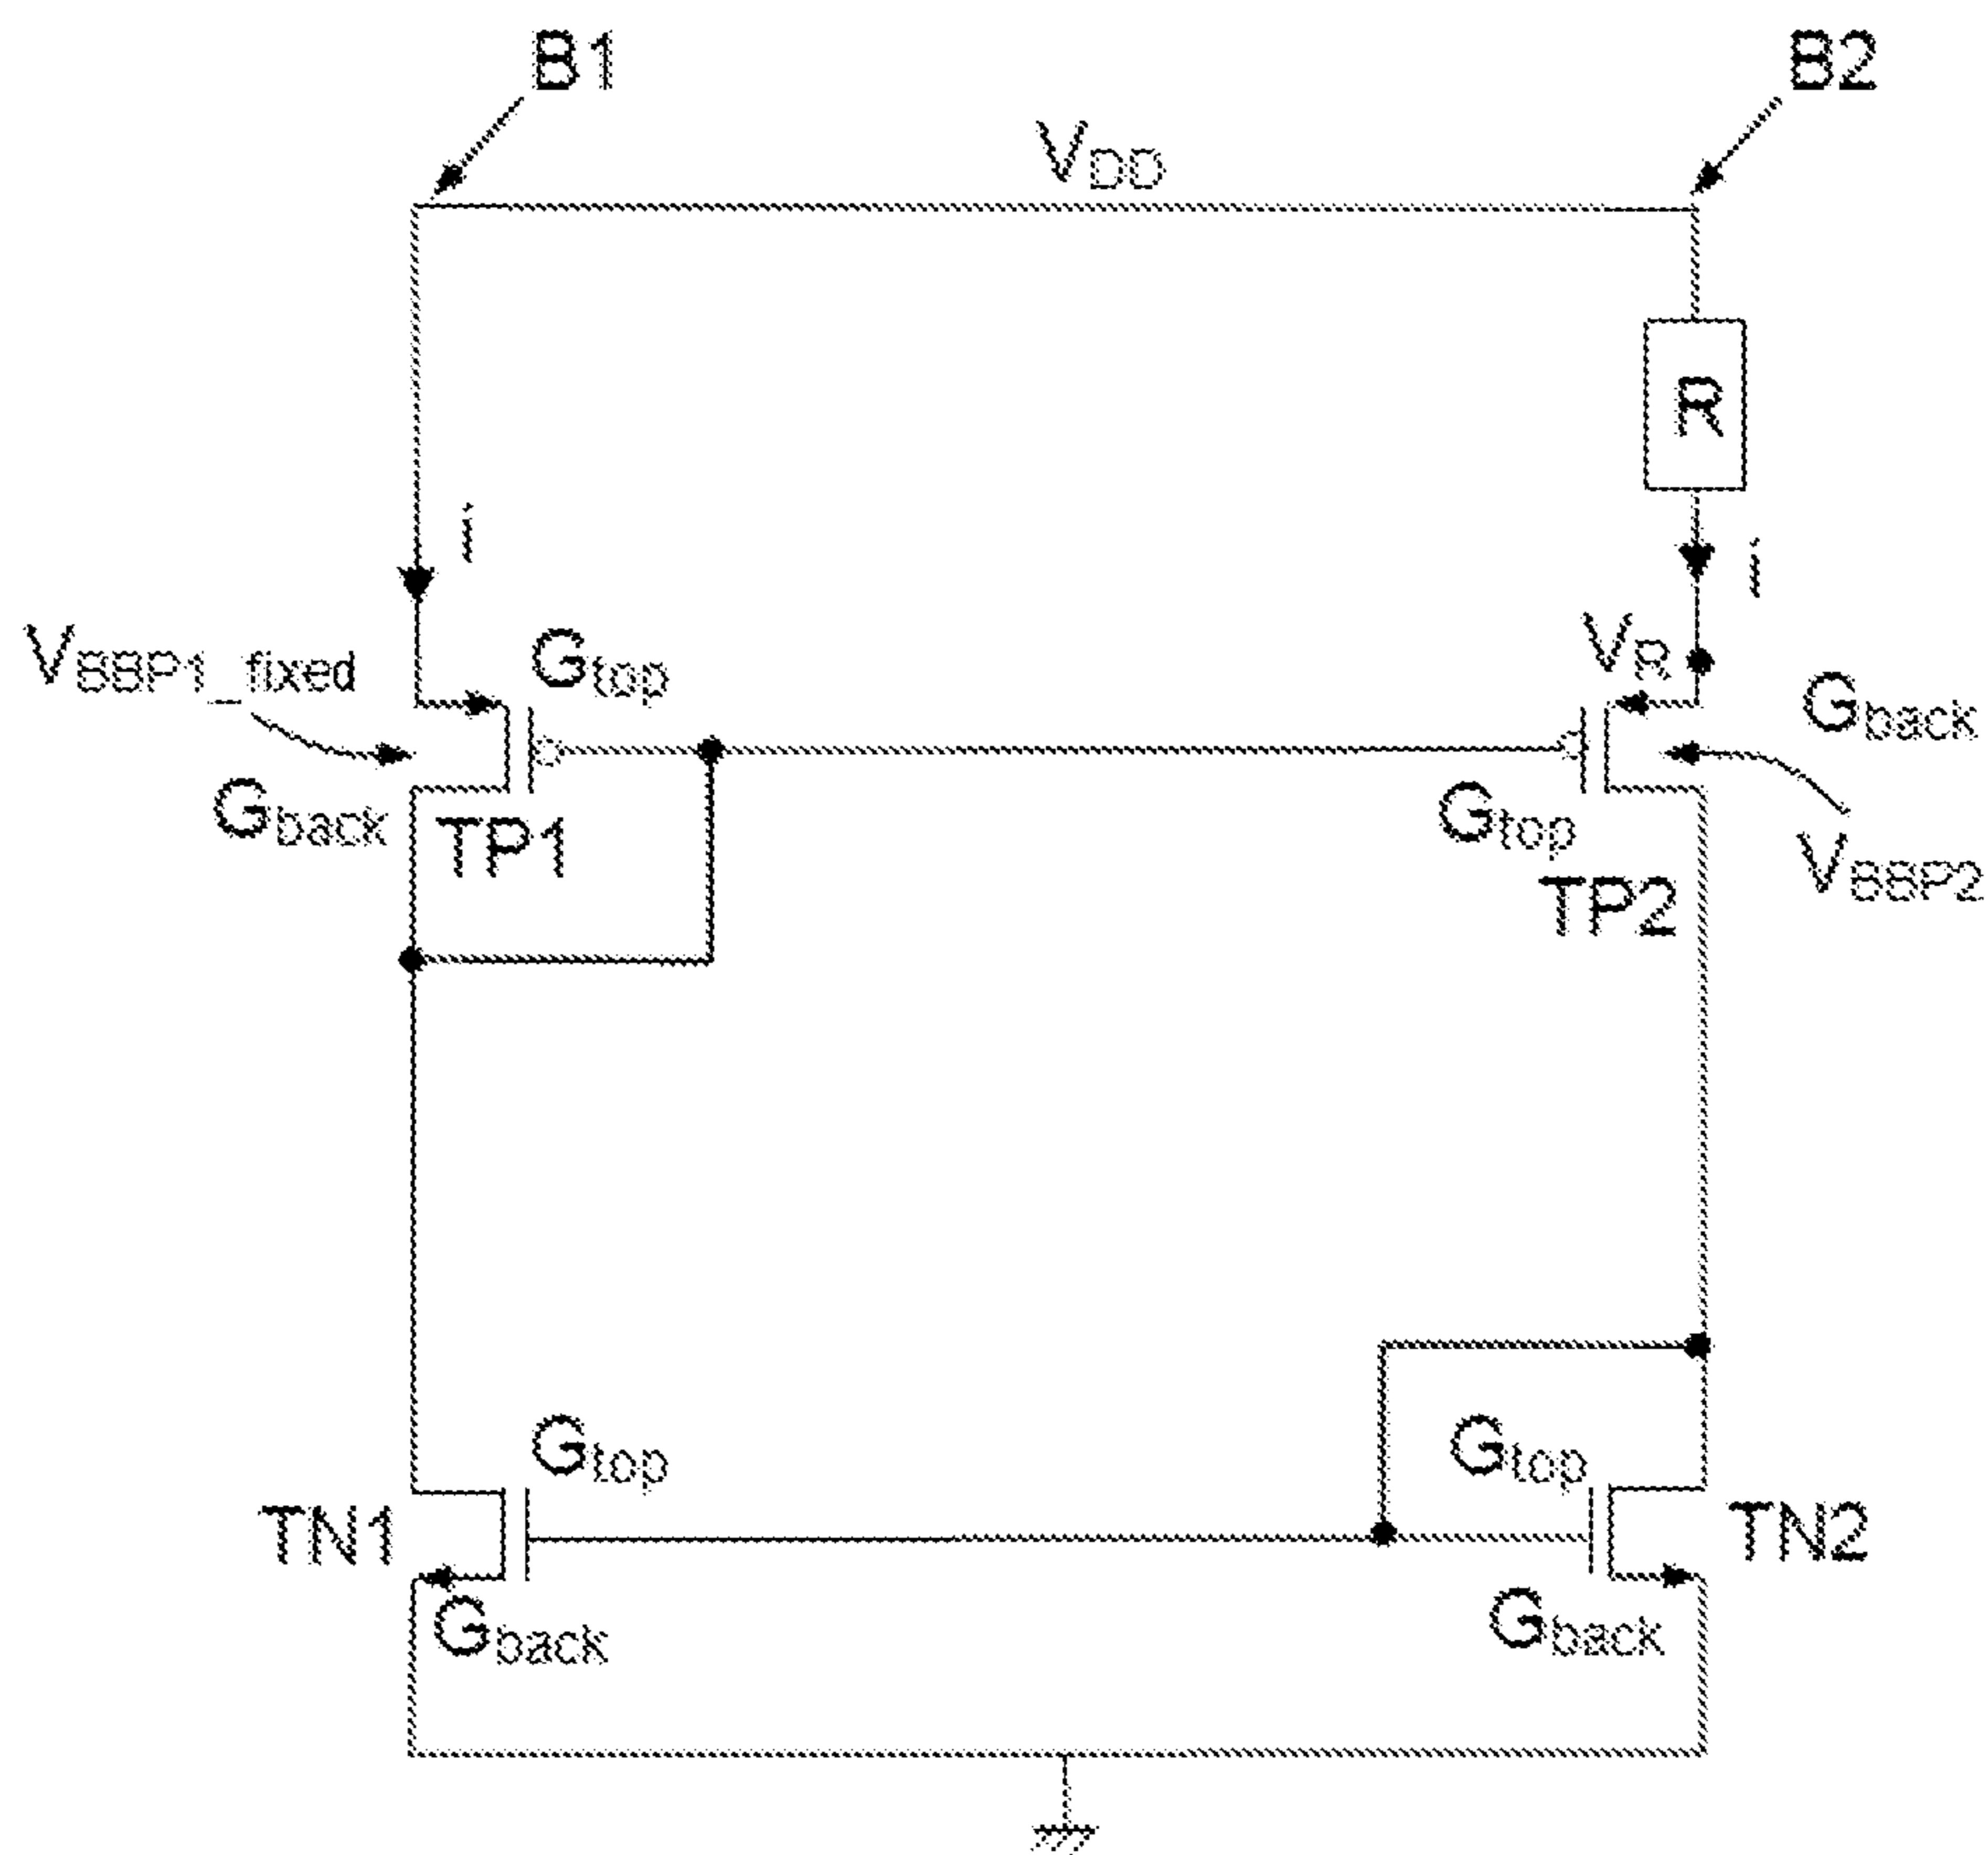 B1
B2
VDD
R
i
i
VBBP1_fixed
Gtop
VR
Gback
Gback
TP1
Gtop
TP2
VBBP2
Gtop
Gtop
TN1
TN2
Gback
Gback